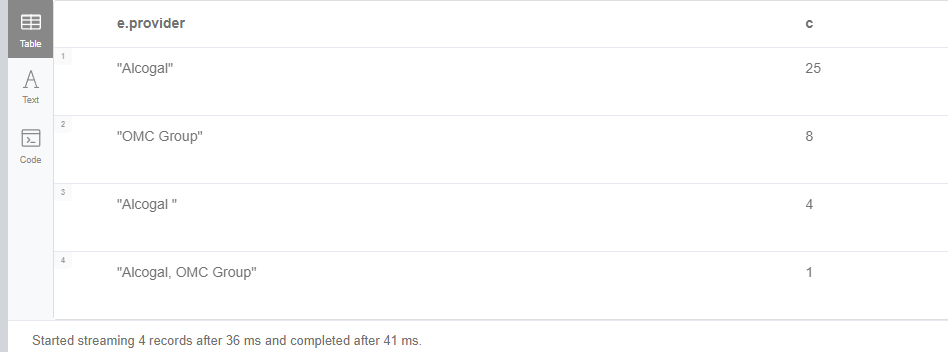 e.provider c
Table
1
"Alcogal" 25
Text
2
"OMC Group" 8
Code
3
"Alcogal " 4
4
"Alcogal, OMC Group" 1
Started streaming 4 records after 36 ms and completed after 41 ms.